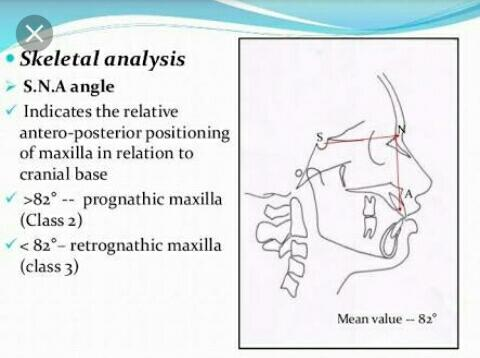 Skeletal analysis
S.N.A angle
Indicates the relative
antero-posterior positioning
of maxilla in relation to
cranial base
>82° -- prognathic maxilla
(Class 2)
< 82°– retrognathic maxilla
(class 3)
S
N
A
Mean value -- 82°